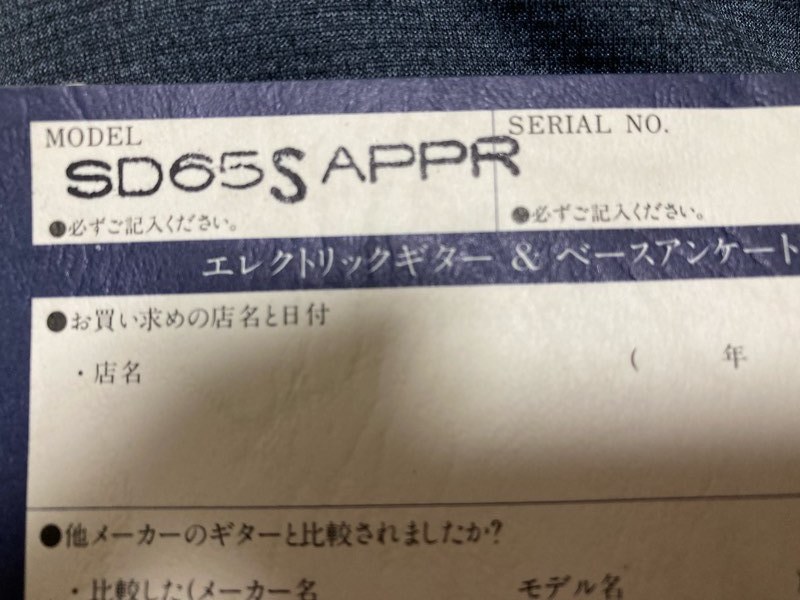 MODEL
SERIAL NO.
SD65S APPR
●必ずご記入ください。
●必ずご記入ください。
エレクトリックギター & ベースアンケート
●お買い求めの店名と日付
・店名
( 年
●他メーカーのギターと比較されましたか?
・比較した(メーカー名
モデル名